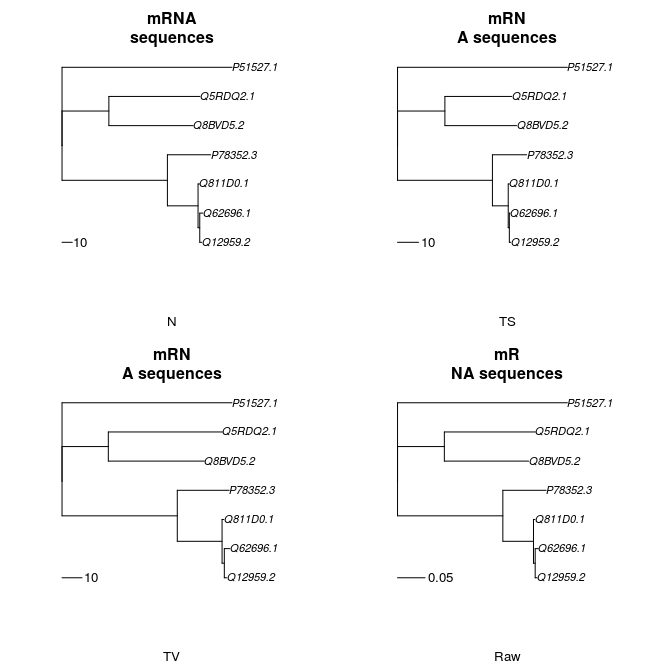 mRNA
sequences
P51527.1
Q5RDQ2.1
Q8BVD5.2
P78352.3
Q811D0.1
Q62696.1
Q12959.2
10
N
mRN
A sequences
P51527.1
Q5RDQ2.1
Q8BVD5.2
P78352.3
Q811D0.1
Q62696.1
Q12959.2
10
TS
mRN
A sequences
P51527.1
Q5RDQ2.1
Q8BVD5.2
P78352.3
Q811D0.1
Q62696.1
Q12959.2
10
TV
mR
NA sequences
P51527.1
Q5RDQ2.1
Q8BVD5.2
P78352.3
Q811D0.1
Q62696.1
Q12959.2
0.05
Raw